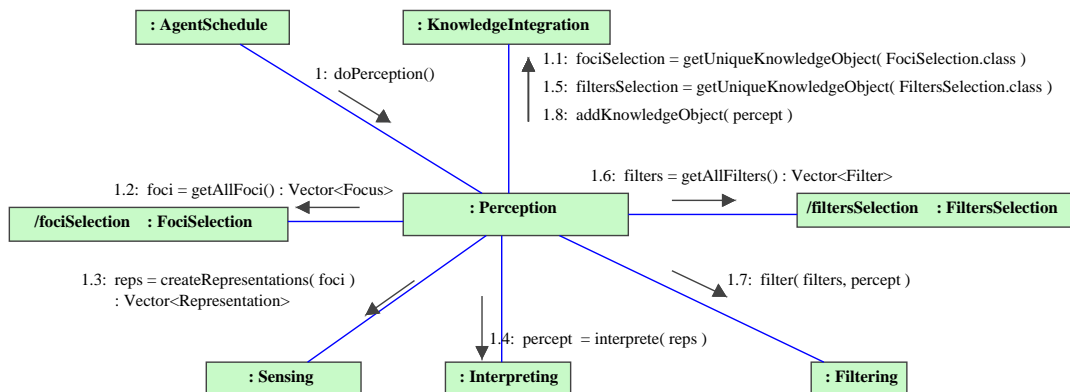 : AgentSchedule
: KnowledgeIntegration
1: doPerception()
1.1: fociSelection = getUniqueKnowledgeObject( FociSelection.class )
1.5: filtersSelection = getUniqueKnowledgeObject( FiltersSelection.class )
1.8: addKnowledgeObject( percept )
1.2: foci = getAllFoci() : Vector<Focus>
1.6: filters = getAllFilters() : Vector<Filter>
/fociSelection : FociSelection
: Perception
/filtersSelection : FiltersSelection
1.3: reps = createRepresentations( foci )
: Vector<Representation>
1.7: filter( filters, percept )
1.4: percept = interprete( reps )
: Sensing
: Interpreting
: Filtering